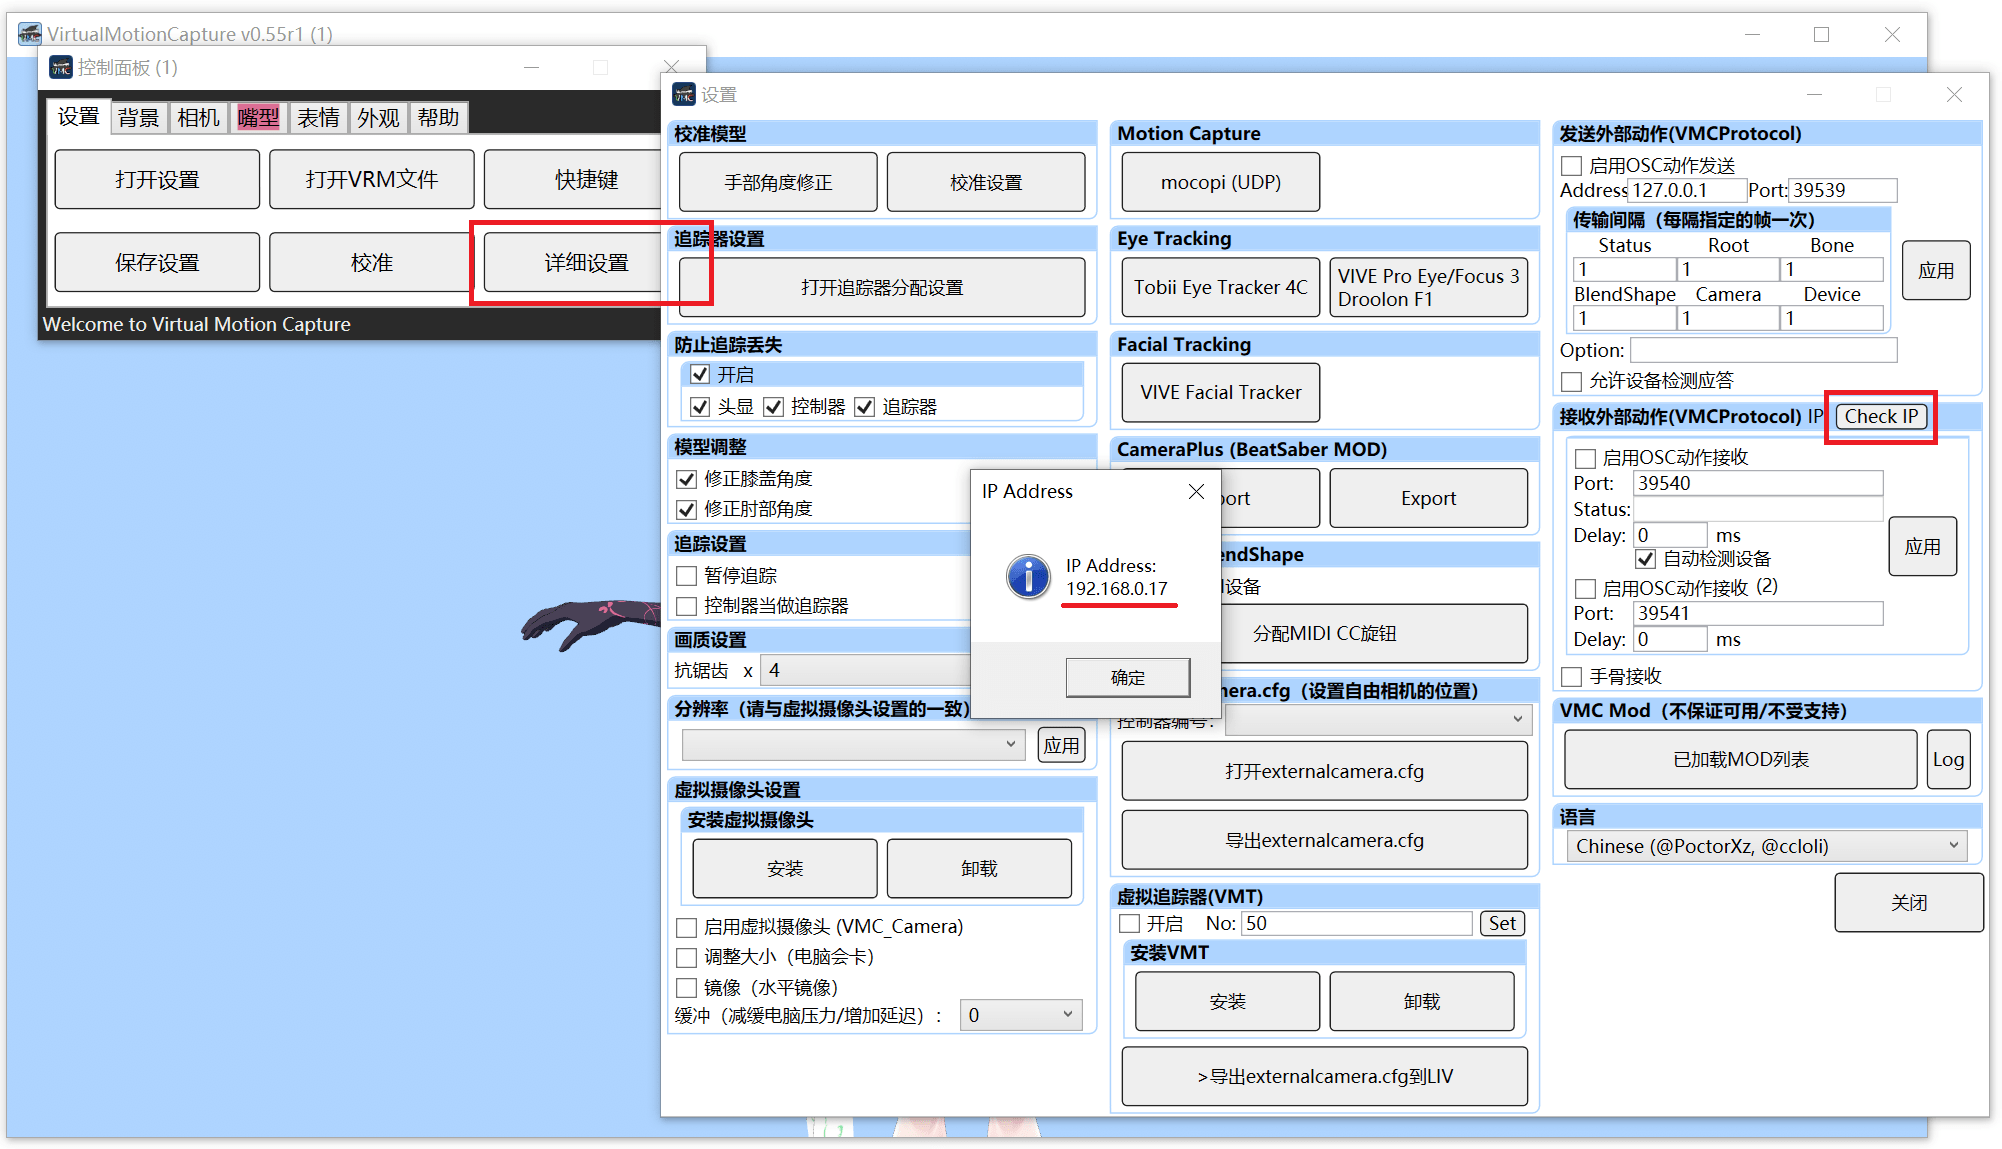 VirtualMotionCapture v0.55r1 (1)
控制面板 (1)
设置 背景 相机 嘴型 表情 外观 帮助
打开设置 打开VRM文件 快捷键
保存设置 校准 详细设置
Welcome to Virtual Motion Capture
设置
校准模型
手部角度修正 校准设置
追踪器设置
打开追踪器分配设置
防止追踪丢失
开启
头显 控制器 追踪器
模型调整
修正膝盖角度
修正肘部角度
追踪设置
暂停追踪
控制器当做追踪器
画质设置
抗锯齿 x 4
分辨率（请与虚拟摄像头设置的一致）
应用
虚拟摄像头设置
安装虚拟摄像头
安装 卸载
启用虚拟摄像头 (VMC_Camera)
调整大小（电脑会卡）
镜像（水平镜像）
缓冲（减缓电脑压力/增加延迟）： 0
Motion Capture
mocopi (UDP)
Eye Tracking
Tobii Eye Tracker 4C
VIVE Pro Eye/Focus 3
Droolon F1
Facial Tracking
VIVE Facial Tracker
CameraPlus (BeatSaber MOD)
ort Export
endShape
设备
分配MIDI CC旋钮
nera.cfg（设置自由相机的位置）
控制器编号：
打开externalcamera.cfg
导出externalcamera.cfg
虚拟追踪器(VMT)
开启 No: 50 Set
安装VMT
安装 卸载
>导出externalcamera.cfg到LIV
IP Address
IP Address:
192.168.0.17
确定
发送外部动作(VMCProtocol)
启用OSC动作发送
Address 127.0.0.1 Port: 39539
传输间隔（每隔指定的帧一次）
Status Root Bone
1 1 1
应用
BlendShape Camera Device
1 1 1
Option:
允许设备检测应答
接收外部动作(VMCProtocol) IP Check IP
启用OSC动作接收
Port: 39540
Status:
Delay: 0 ms
应用
自动检测设备
启用OSC动作接收 (2)
Port: 39541
Delay: 0 ms
手骨接收
VMC Mod（不保证可用/不受支持）
已加载MOD列表 Log
语言
Chinese (@PoctorXz, @ccloli)
关闭